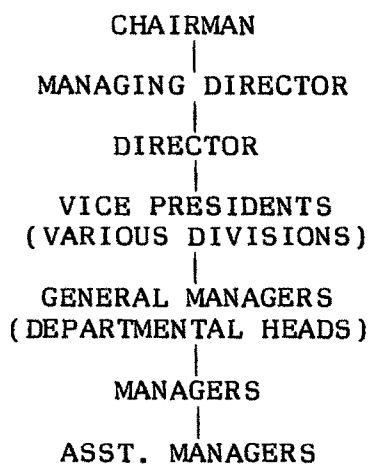 CHAIRMAN
MANAGING DIRECTOR
DIRECTOR
VICE PRESIDENTS
(VARIOUS DIVISIONS)
GENERAL MANAGERS
(DEPARTMENTAL HEADS)
MANAGERS
ASST. MANAGERS